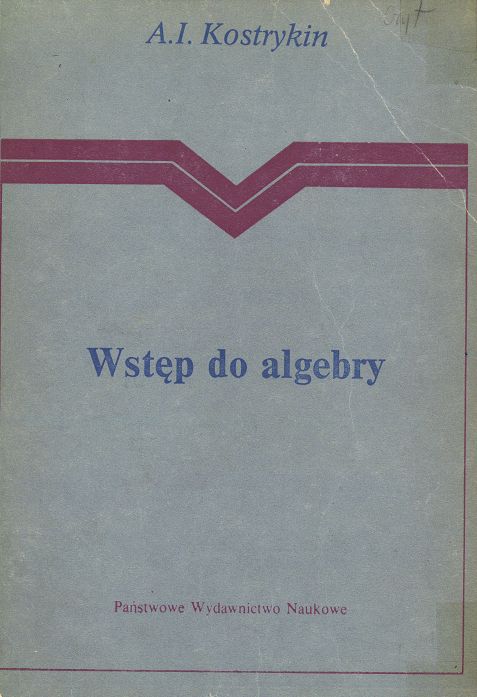 A.I. Kostrykin
Wstęp do algebry
Państwowe Wydawnictwo Naukowe